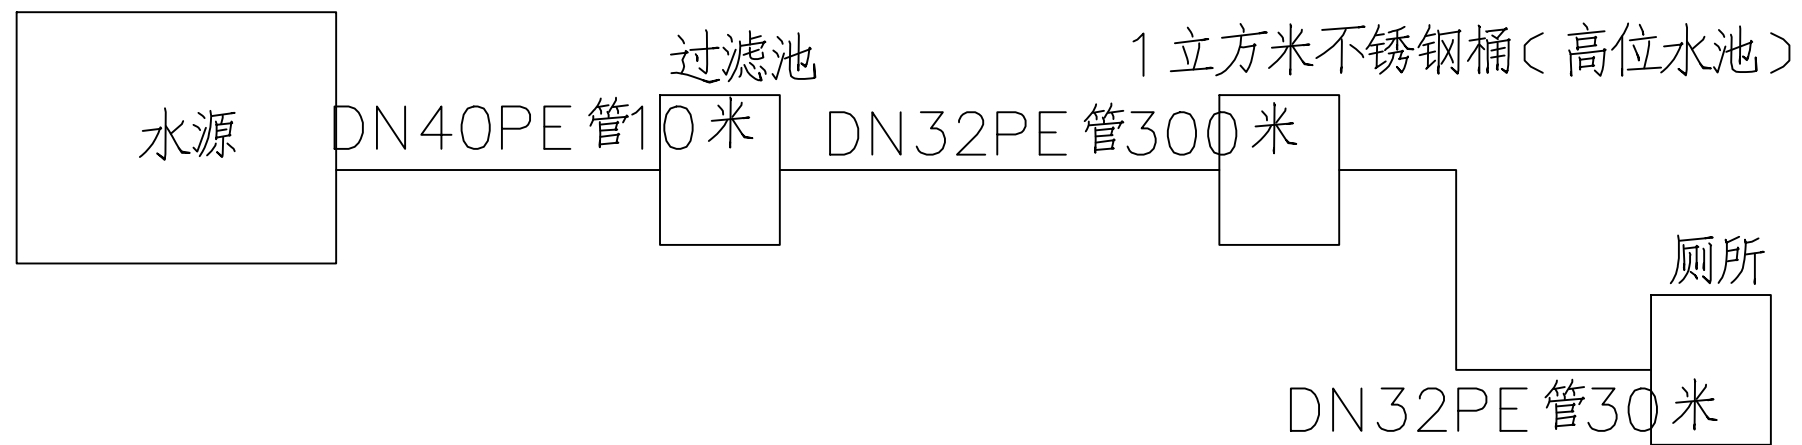 过滤池
1立方米不锈钢桶(高位水池)
水源
DN40PE管10米
DN32PE管300米
厕所
DN32PE管30米